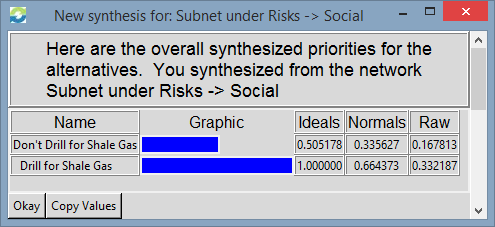 New synthesis for: Subnet under Risks -> Social
Here are the overall synthesized priorities for the
alternatives.  You synthesized from the network
Subnet under Risks -> Social
Name Graphic Ideals Normals Raw
Don't Drill for Shale Gas 0.505178 0.335627 0.167813
Drill for Shale Gas 1.000000 0.664373 0.332187
Okay Copy Values